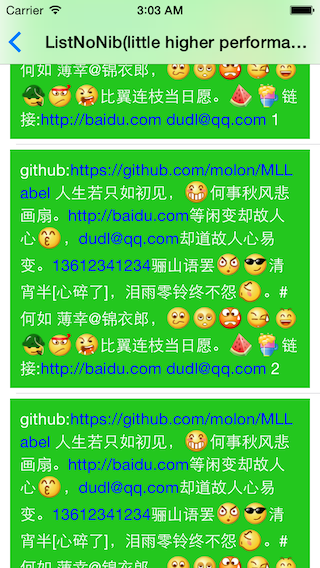 Carrier 3:03 AM
ListNoNib(little higher performa...
何如 薄幸@锦衣郎，
比翼连枝当日愿。 链
接:http://baidu.com dudl@qq.com 1
github:https://github.com/molon/MLL
abel 人生若只如初见， 何事秋风悲
画扇。http://baidu.com等闲变却故人
心 ，dudl@qq.com却道故人心易
变。13612341234骊山语罢 清
宵半[心碎了]，泪雨零铃终不怨 。#
何如 薄幸@锦衣郎，
比翼连枝当日愿。 链
接:http://baidu.com dudl@qq.com 2
github:https://github.com/molon/MLL
abel 人生若只如初见， 何事秋风悲
画扇。http://baidu.com等闲变却故人
心 ，dudl@qq.com却道故人心易
变。13612341234骊山语罢 清
宵半[心碎了]，泪雨零铃终不怨 。#
何如 薄幸@锦衣郎，